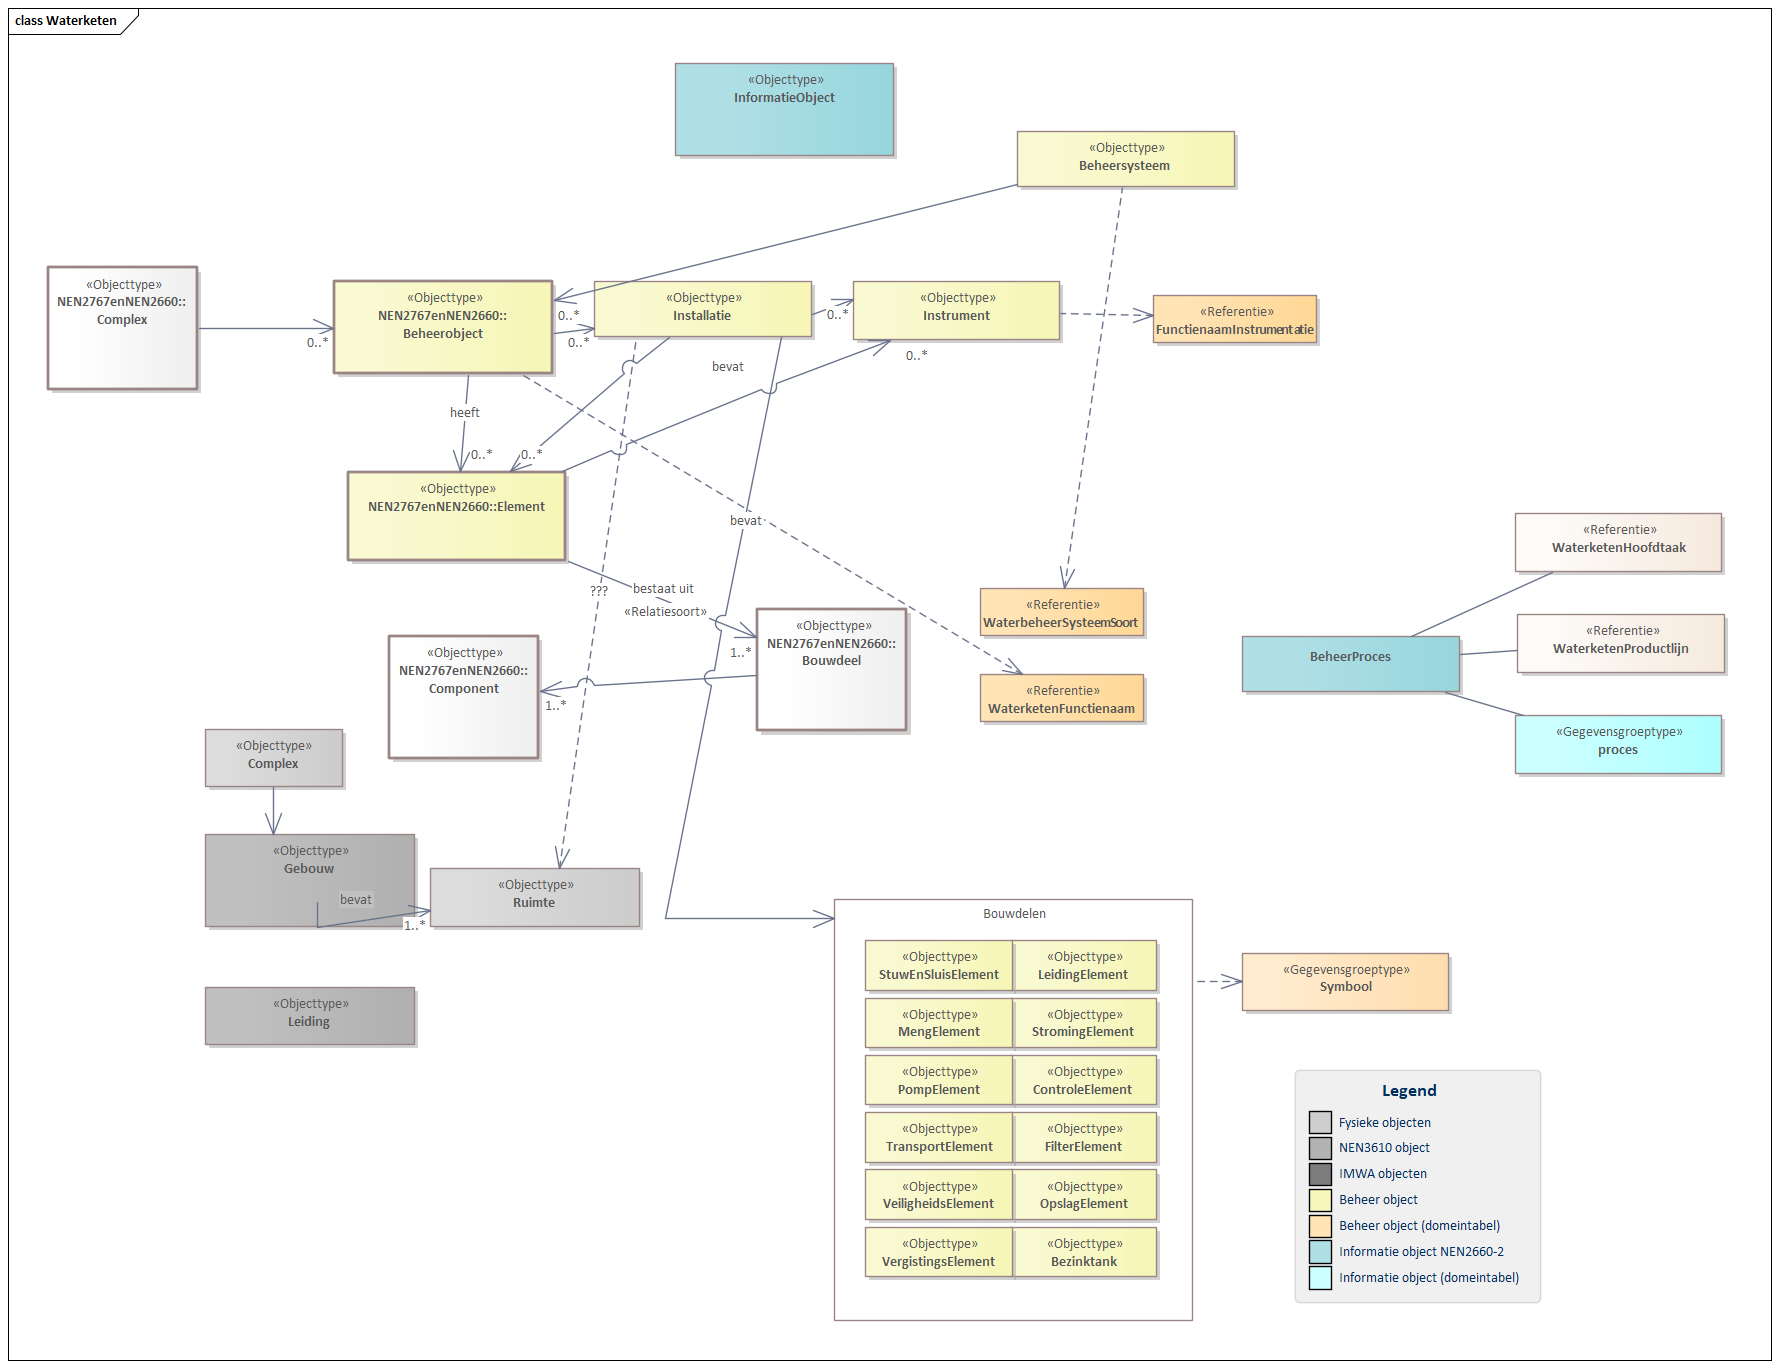 class Waterketen
«Objecttype»
InformatieObject
«Objecttype»
Beheersysteem
«Objecttype»
NEN2767enNEN2660::
Complex
0..*
«Objecttype»
NEN2767enNEN2660::
Beheerobject
0..*
0..*
«Objecttype»
Installatie
0..*
«Objecttype»
Instrument
0..*
«Referentie»
FunctienaamInstrumentatie
bevat
heeft
0..*
0..*
«Objecttype»
NEN2767enNEN2660::Element
bevat
???
bestaat uit
«Relatiesoort»
1..*
«Objecttype»
NEN2767enNEN2660::
Bouwdeel
«Objecttype»
NEN2767enNEN2660::
Component
1..*
«Referentie»
WaterbeheerSysteemSoort
«Referentie»
WaterketenFunctienaam
«Referentie»
WaterketenHoofdtaak
«Referentie»
WaterketenProductlijn
BeheerProces
«Gegevensgroeptype»
proces
«Objecttype»
Complex
«Objecttype»
Gebouw
bevat
1..*
«Objecttype»
Ruimte
«Objecttype»
Leiding
Bouwdelen
«Objecttype»
StuwEnSluisElement
«Objecttype»
LeidingElement
«Objecttype»
MengElement
«Objecttype»
StromingElement
«Objecttype»
PompElement
«Objecttype»
ControleElement
«Objecttype»
TransportElement
«Objecttype»
FilterElement
«Objecttype»
VeiligheidsElement
«Objecttype»
OpslagElement
«Objecttype»
VergistingsElement
«Objecttype»
Bezinktank
«Gegevensgroeptype»
Symbool
Legend
Fysieke objecten
NEN3610 object
IMWA objecten
Beheer object
Beheer object (domeintabel)
Informatie object NEN2660-2
Informatie object (domeintabel)